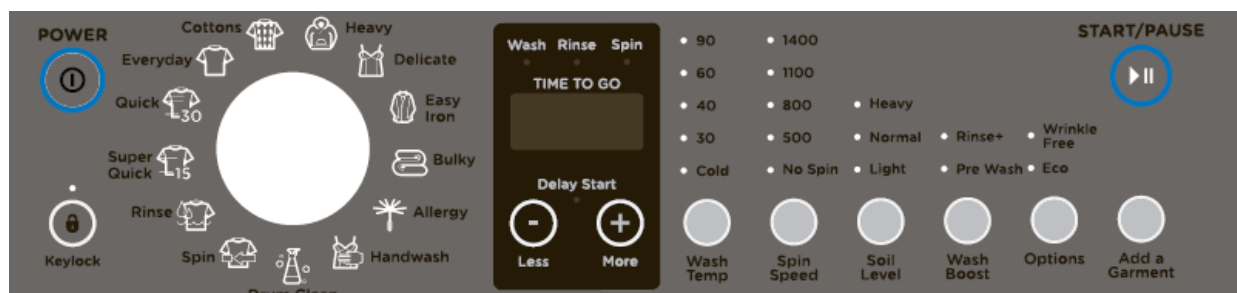 POWER
Keylock
Cottons
Heavy
Everyday
Delicate
Quick
30
Easy
Iron
Super
Quick
15
Bulky
Rinse
Allergy
Spin
Handwash
Wash Rinse Spin
TIME TO GO
Delay Start
- +
Less More
90
60
40
30
Cold
Wash
Temp
1400
1100
800
500
No Spin
Spin
Speed
Heavy
Normal
Light
Soil
Level
Rinse+
Pre Wash
Wash
Boost
Wrinkle
Free
Eco
Options
Add a
Garment
START/PAUSE